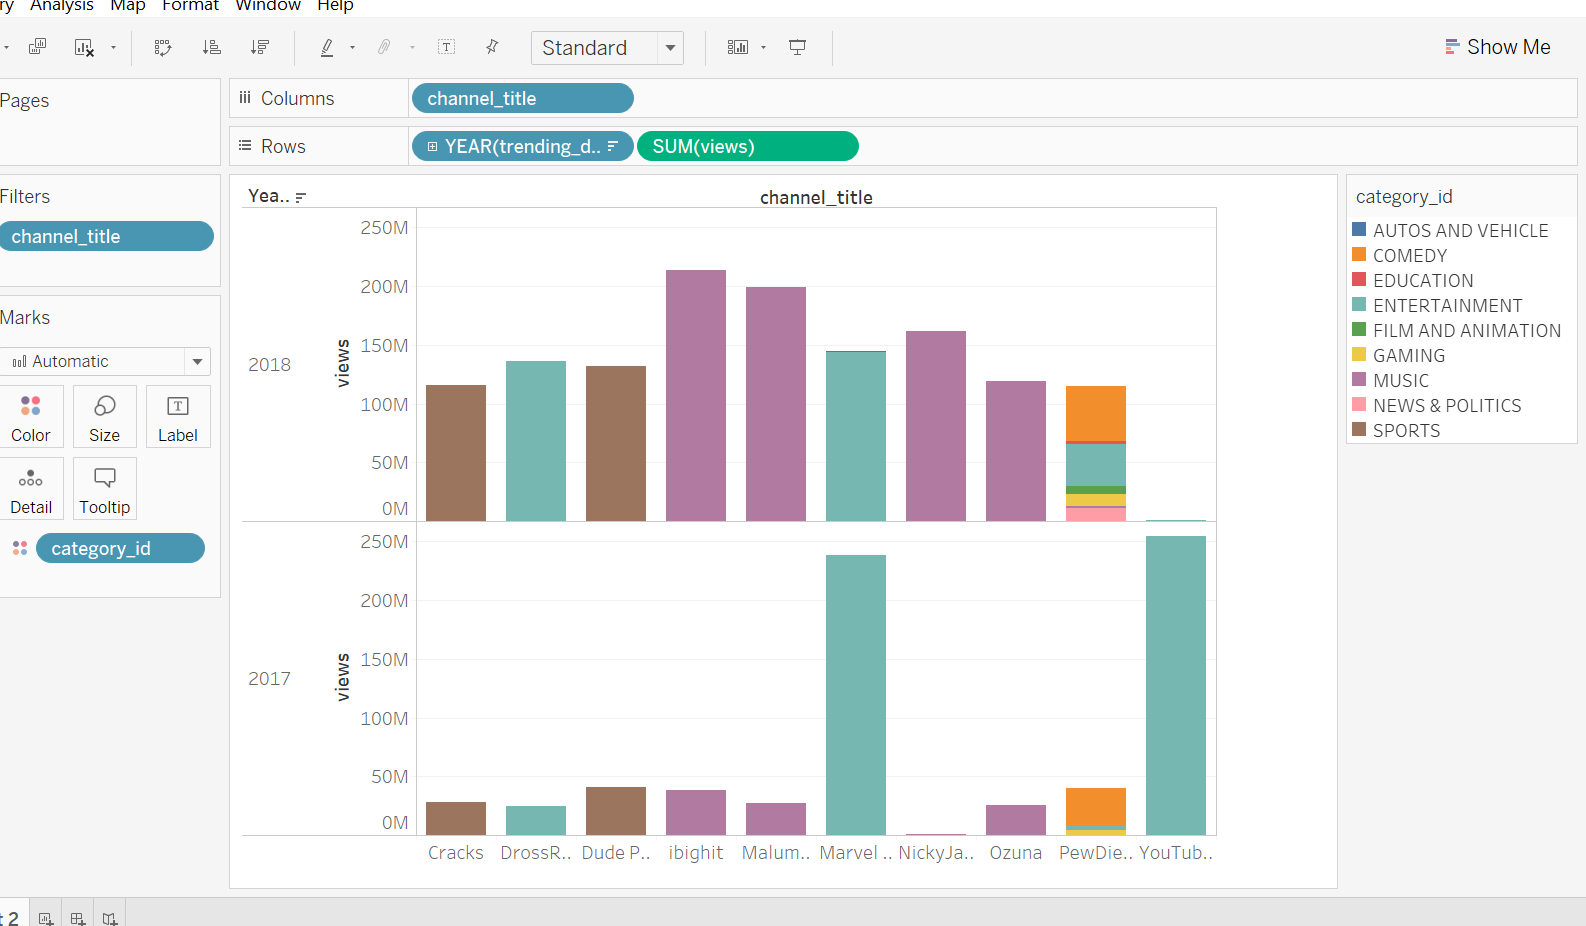 ry Analysis Map Format Window Help
Standard
Show Me
Pages
Columns
channel_title
Rows
YEAR(trending_d..
SUM(views)
Filters
channel_title
Marks
Automatic
Color
Size
Label
Detail
Tooltip
category_id
Yea..
channel_title
2018
views
250M
200M
150M
100M
50M
0M
2017
views
250M
200M
150M
100M
50M
0M
Cracks
DrossR..
Dude P..
ibighit
Malum..
Marvel ..
NickyJa..
Ozuna
PewDie..
YouTub..
category_id
AUTOS AND VEHICLE
COMEDY
EDUCATION
ENTERTAINMENT
FILM AND ANIMATION
GAMING
MUSIC
NEWS & POLITICS
SPORTS
t 2